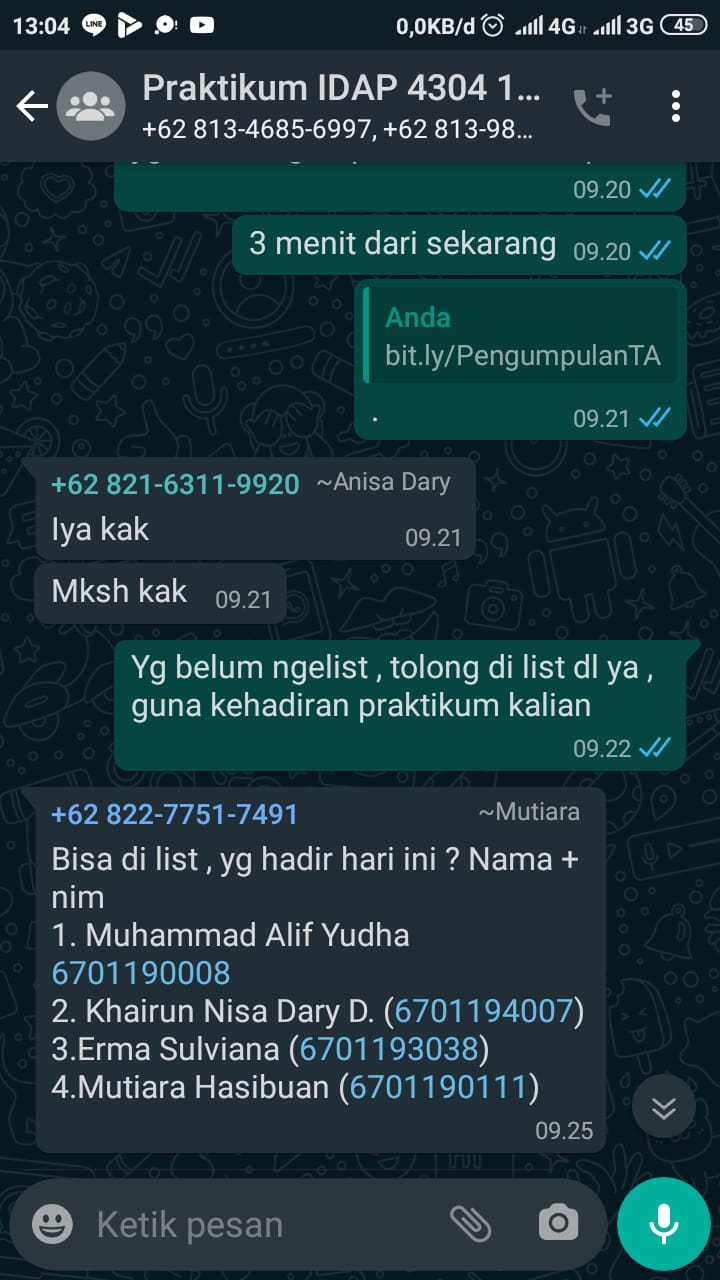 13:04
LINE
0,0KB/d
4G
3G
45
Praktikum IDAP 4304 1...
+62 813-4685-6997, +62 813-98...
09.20
3 menit dari sekarang 09.20
Anda
bit.ly/PengumpulanTA
. 09.21
+62 821-6311-9920 ~Anisa Dary
Iya kak 09.21
Mksh kak 09.21
Yg belum ngelist , tolong di list dl ya ,
guna kehadiran praktikum kalian
09.22
+62 822-7751-7491 ~Mutiara
Bisa di list , yg hadir hari ini ? Nama +
nim
1. Muhammad Alif Yudha
6701190008
2. Khairun Nisa Dary D. (6701194007)
3.Erma Sulviana (6701193038)
4.Mutiara Hasibuan (6701190111)
09.25
Ketik pesan